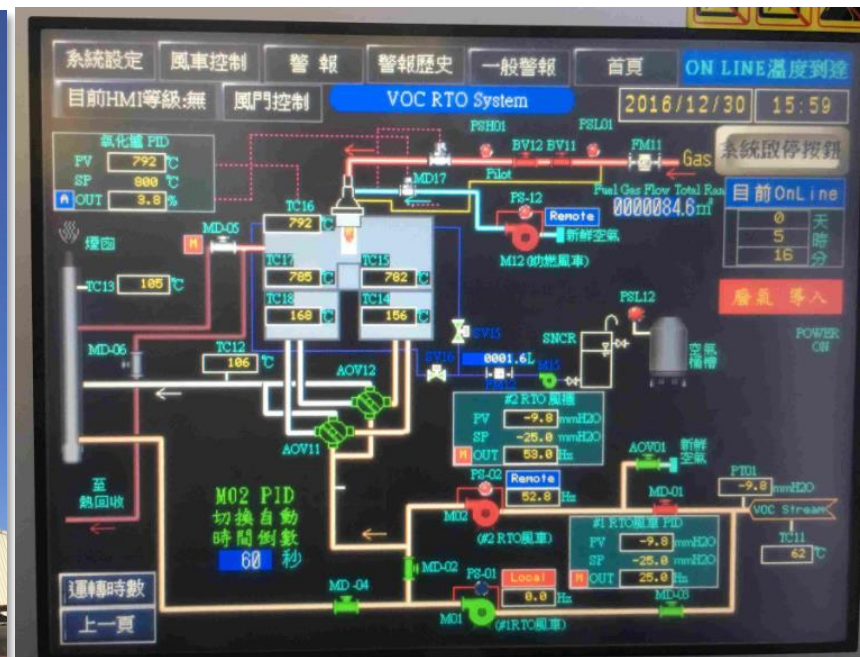 系統設定 風車控制 警 報 警報歷史 一般警報 首頁 ON LINE溫度到達
目前HMI等級:無 風門控制 VOC RTO System 2016/12/30 15:59
氧化爐 PID
PV 792 ℃
SP 800 ℃
A OUT 3.8 %
PSH01 PSL01
BV12 BV11 FM11
Gas
系統啟停按鈕
Pilot
MD17
TC16
792 ℃
PS-12
Remote
新鮮空氣
M12(助燃風車)
Fuel Gas Flow Total
0000084.6m³
目前OnLine
0 天
5 時
16 分
廢氣 導入
POWER
ON
MD-05
M
煙囪
TC13 105 ℃
TC17
785 ℃
TC15
782 ℃
TC18
168 ℃
TC14
156 ℃
MD-06
TC12
106 ℃
AOV12
AOV11
SV15
SV16
0001.6L
M15
SNCR
PSL12
空氣
桶槽
#2 RTO 風車
PV -9.8 mmH2O
SP -25.0 mmH2O
M OUT 53.0 Hz
PS-02
Remote
52.8 Hz
M02
(#2 RTO風車)
AOV01
新鮮
空氣
MD-01
PT01
-9.8 mmH2O
VOC Stream
TC11
62 ℃
#1 RTO風車 PID
PV -9.8 mmH2O
SP -25.0 mmH2O
M OUT 25.0 Hz
至
熱回收
M02 PID
切換自動
時間倒數
60 秒
MD-02
MD-04
PS-01
Local
0.0 Hz
M01
(#1RTO風車)
MD-03
運轉時數
上一頁